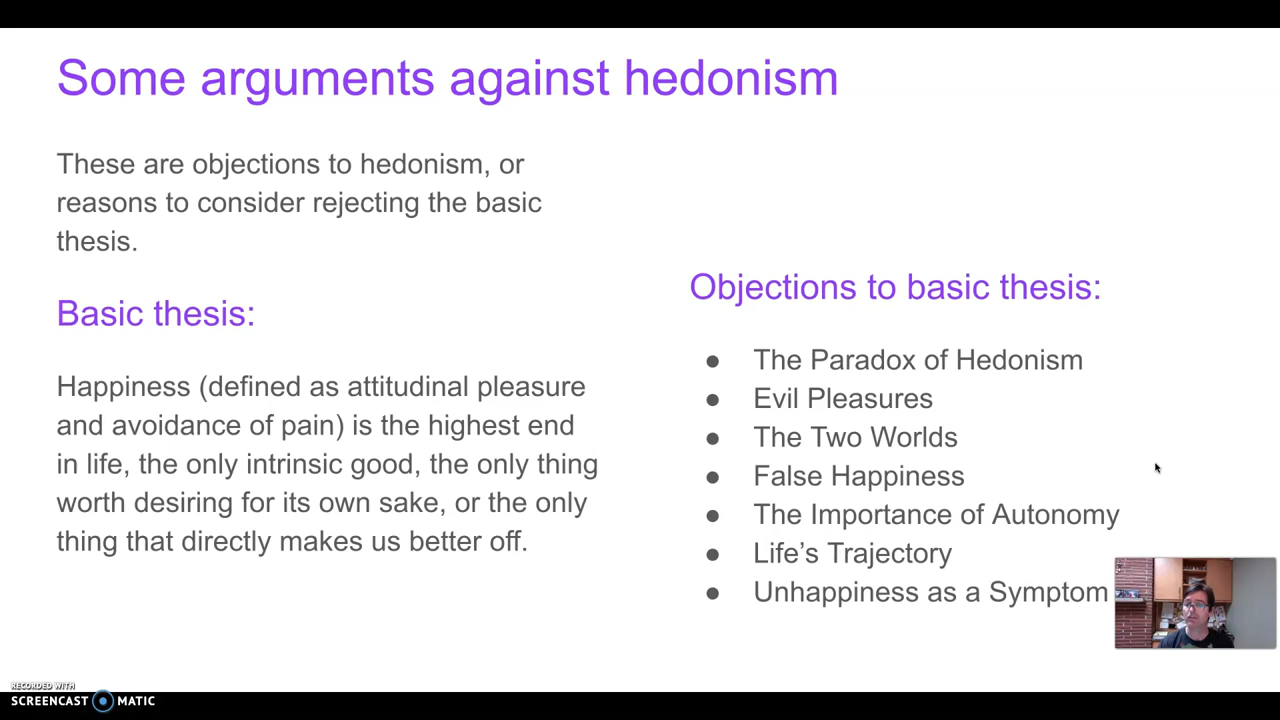 Some arguments against hedonism
These are objections to hedonism, or
reasons to consider rejecting the basic
thesis.
Basic thesis:
Happiness (defined as attitudinal pleasure
and avoidance of pain) is the highest end
in life, the only intrinsic good, the only thing
worth desiring for its own sake, or the only
thing that directly makes us better off.
Objections to basic thesis:
● The Paradox of Hedonism
● Evil Pleasures
● The Two Worlds
● False Happiness
● The Importance of Autonomy
● Life’s Trajectory
● Unhappiness as a Symptom
RECORDED WITH
SCREENCAST MATIC